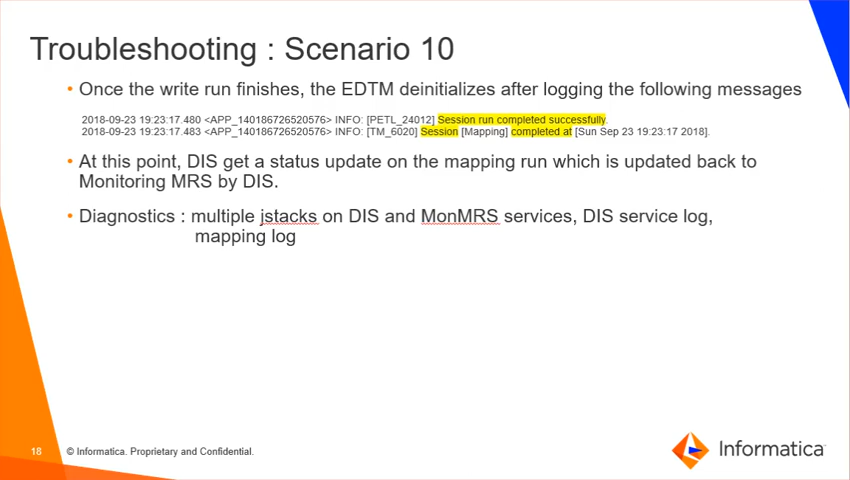 Troubleshooting : Scenario 10
• Once the write run finishes, the EDTM deinitializes after logging the following messages
2018-09-23 19:23:17.480 <APP_140186726520576> INFO: [PETL_24012] Session run completed successfully.
2018-09-23 19:23:17.483 <APP_140186726520576> INFO: [TM_6020] Session [Mapping] completed at [Sun Sep 23 19:23:17 2018].
• At this point, DIS get a status update on the mapping run which is updated back to
Monitoring MRS by DIS.
• Diagnostics : multiple jstacks on DIS and MonMRS services, DIS service log,
mapping log
18 © Informatica. Proprietary and Confidential.
Informatica